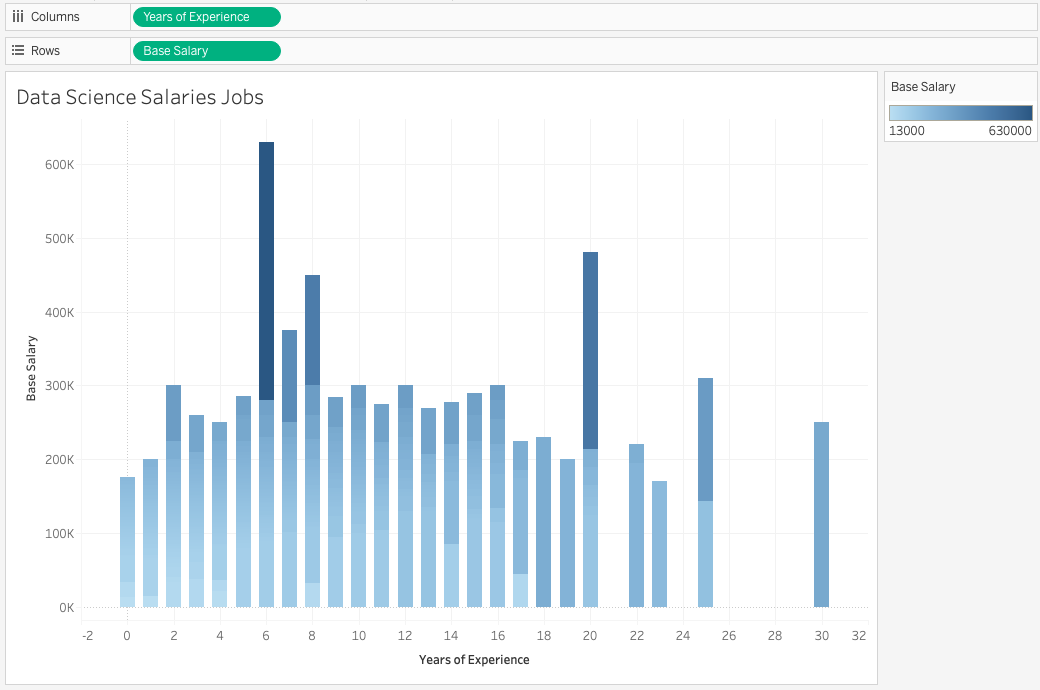 Columns Years of Experience
Rows Base Salary
Data Science Salaries Jobs
Base Salary
13000 630000
600K
500K
400K
300K
200K
100K
0K
Base Salary
-2 0 2 4 6 8 10 12 14 16 18 20 22 24 26 28 30 32
Years of Experience